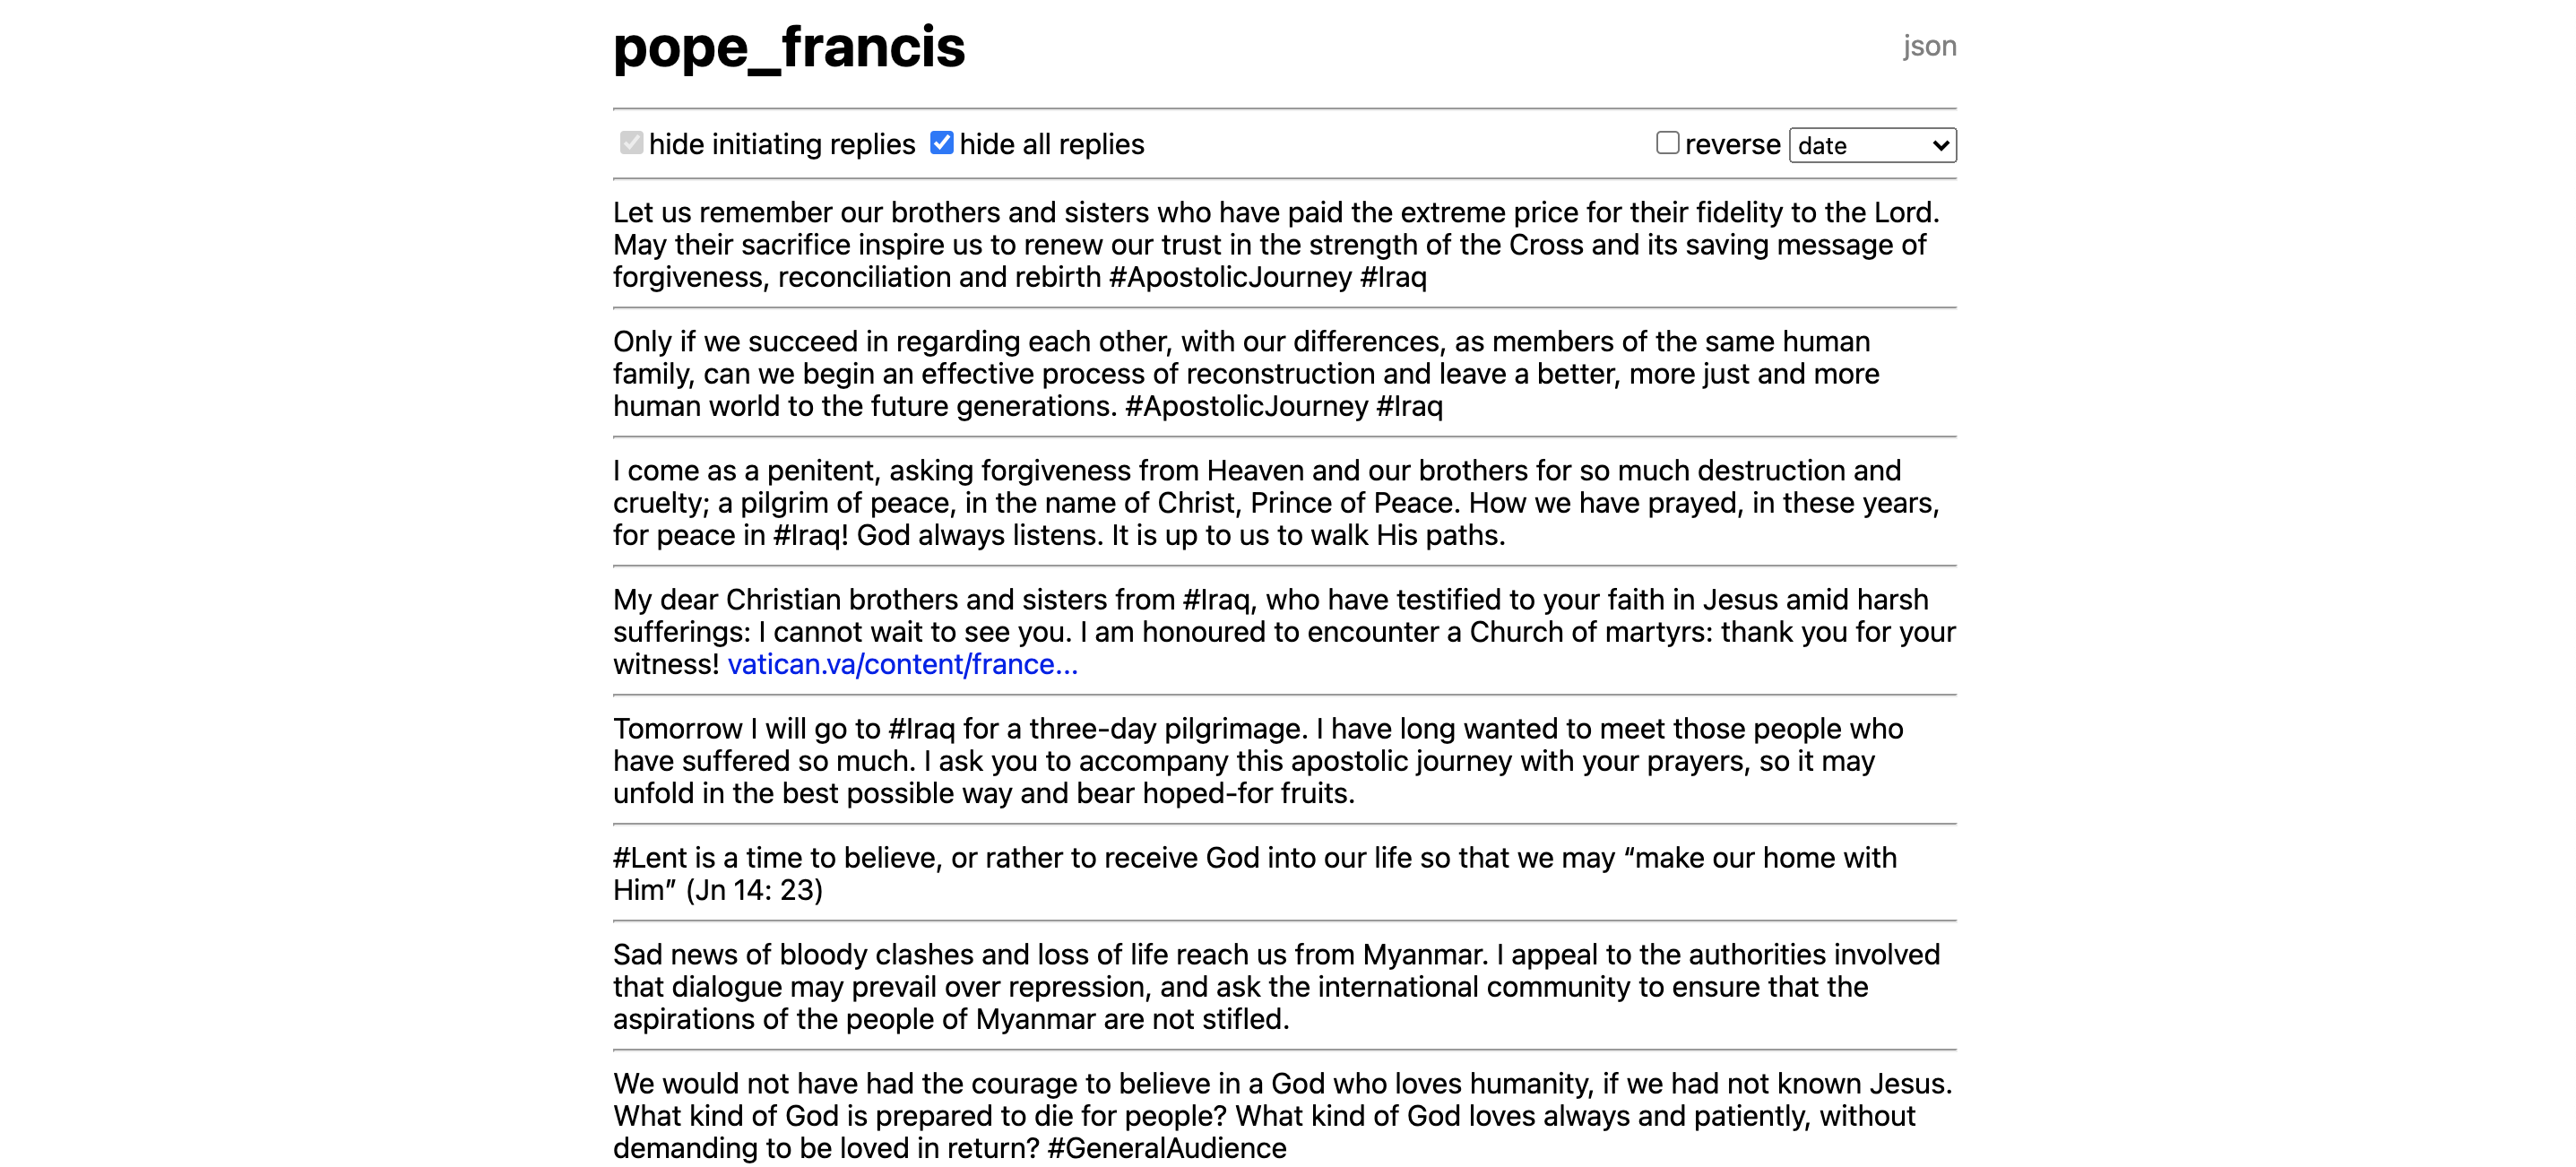 pope_francis
json
hide initiating replies hide all replies
reverse date
Let us remember our brothers and sisters who have paid the extreme price for their fidelity to the Lord.
May their sacrifice inspire us to renew our trust in the strength of the Cross and its saving message of
forgiveness, reconciliation and rebirth #ApostolicJourney #Iraq
Only if we succeed in regarding each other, with our differences, as members of the same human
family, can we begin an effective process of reconstruction and leave a better, more just and more
human world to the future generations. #ApostolicJourney #Iraq
I come as a penitent, asking forgiveness from Heaven and our brothers for so much destruction and
cruelty; a pilgrim of peace, in the name of Christ, Prince of Peace. How we have prayed, in these years,
for peace in #Iraq! God always listens. It is up to us to walk His paths.
My dear Christian brothers and sisters from #Iraq, who have testified to your faith in Jesus amid harsh
sufferings: I cannot wait to see you. I am honoured to encounter a Church of martyrs: thank you for your
witness! vatican.va/content/france...
Tomorrow I will go to #Iraq for a three-day pilgrimage. I have long wanted to meet those people who
have suffered so much. I ask you to accompany this apostolic journey with your prayers, so it may
unfold in the best possible way and bear hoped-for fruits.
#Lent is a time to believe, or rather to receive God into our life so that we may “make our home with
Him” (Jn 14: 23)
Sad news of bloody clashes and loss of life reach us from Myanmar. I appeal to the authorities involved
that dialogue may prevail over repression, and ask the international community to ensure that the
aspirations of the people of Myanmar are not stifled.
We would not have had the courage to believe in a God who loves humanity, if we had not known Jesus.
What kind of God is prepared to die for people? What kind of God loves always and patiently, without
demanding to be loved in return? #GeneralAudience